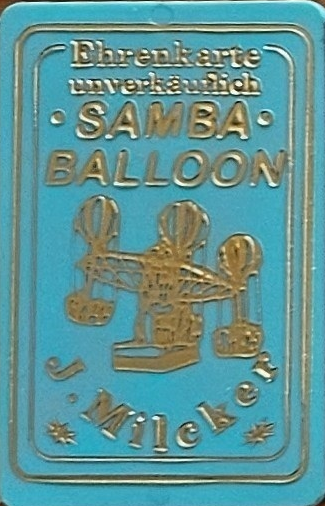 Ehrenkarte
unverkäuflich
· SAMBA ·
BALLOON
J. Milcker